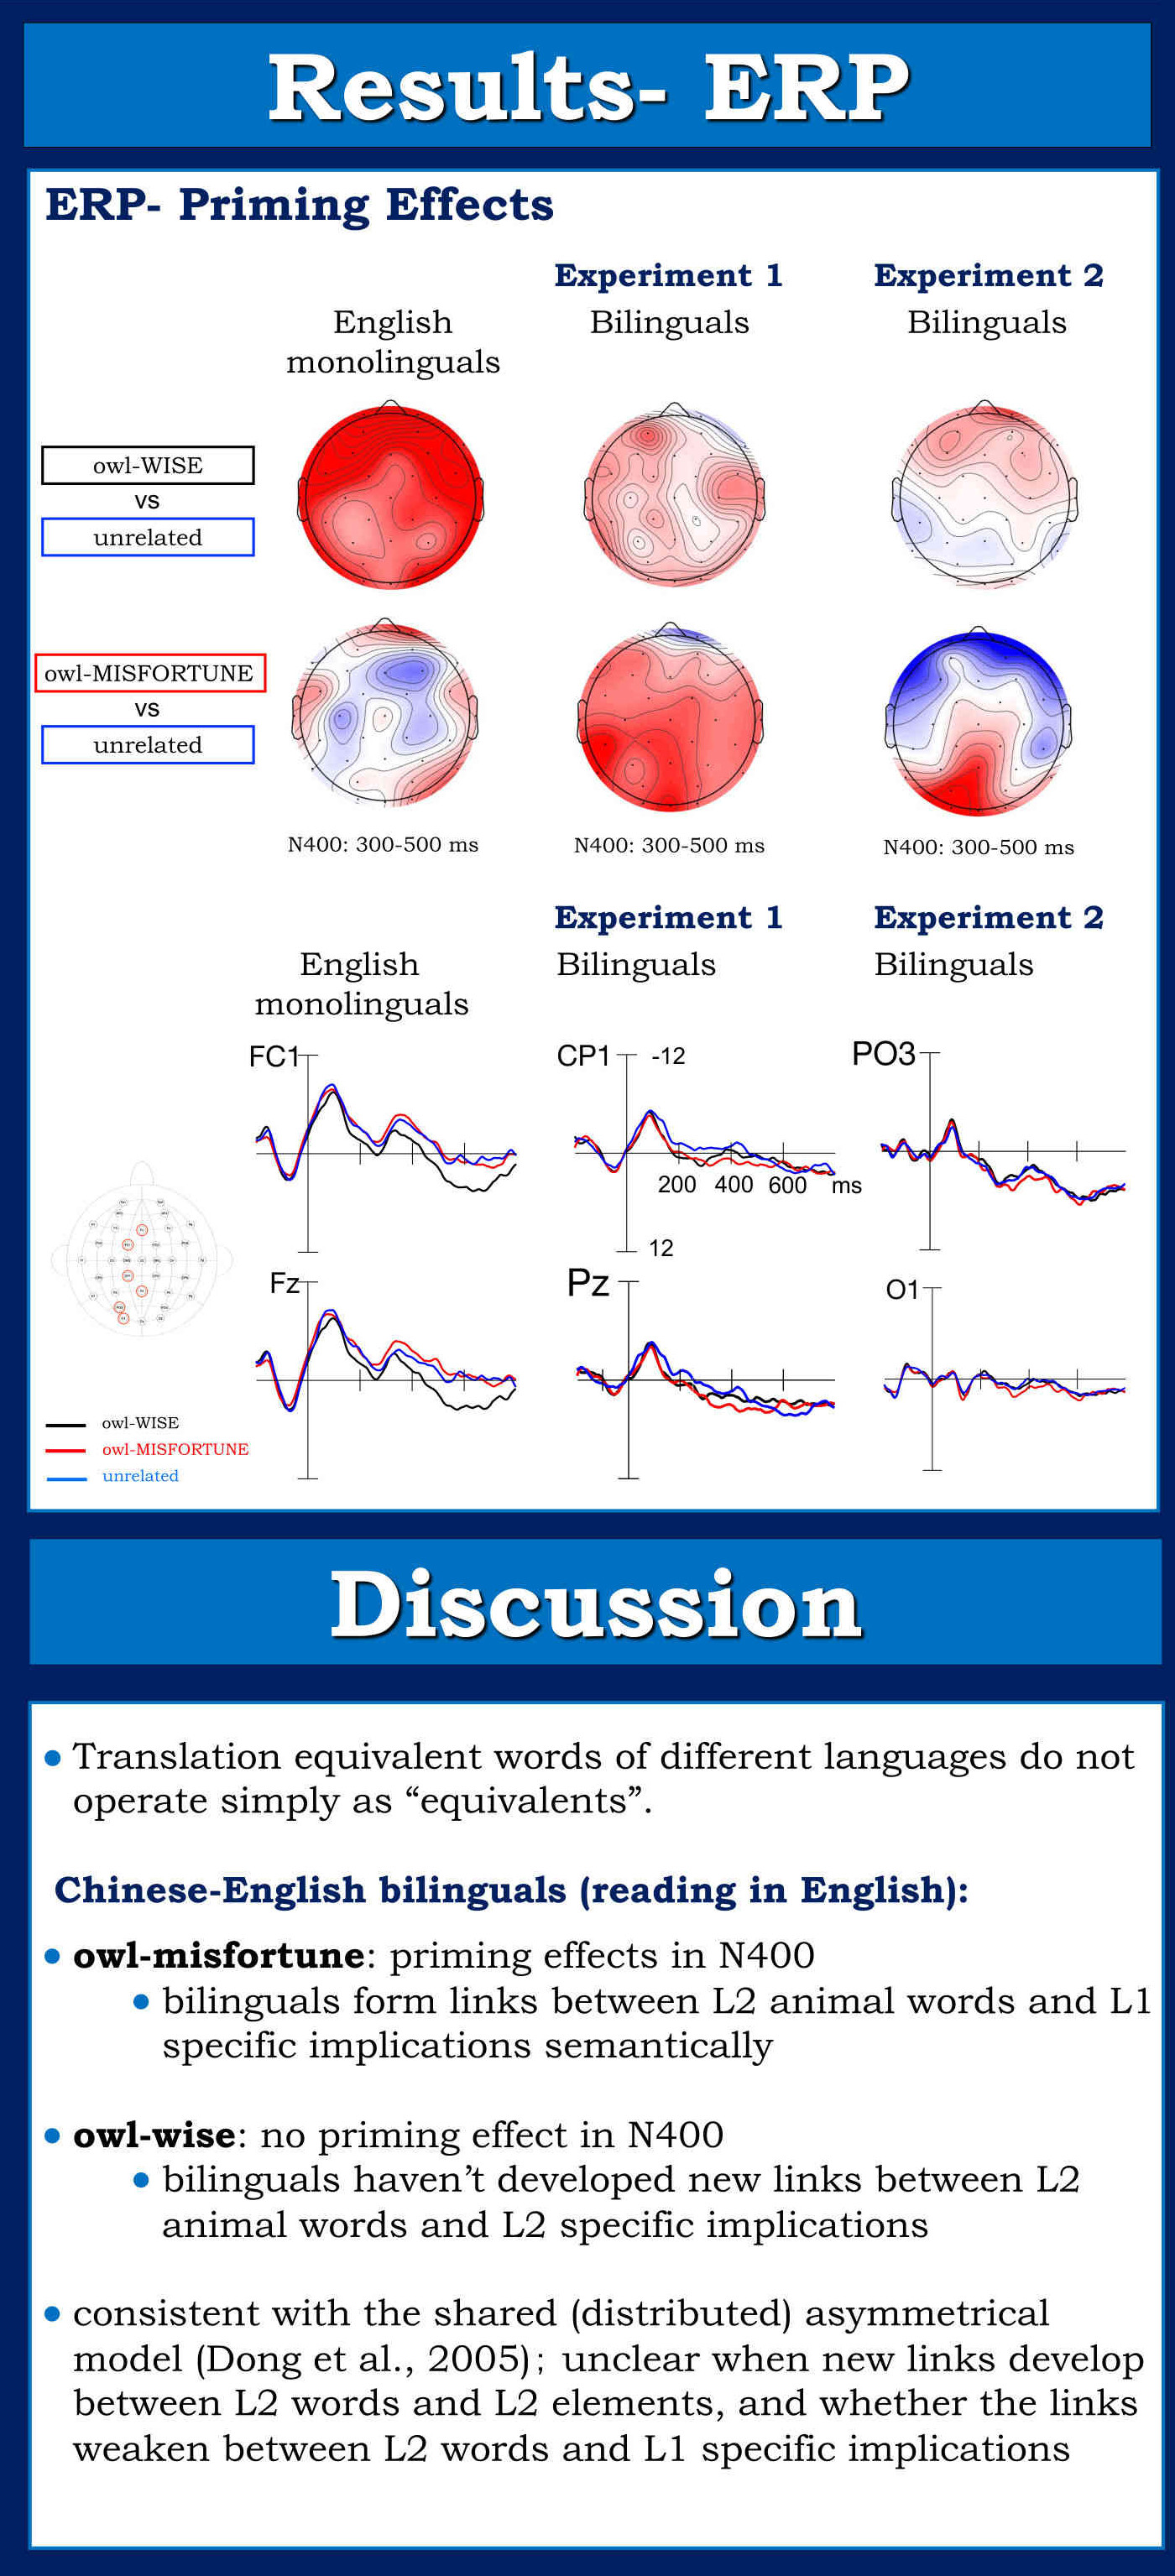 Results- ERP
ERP- Priming Effects
Experiment 1
Experiment 2
English
monolinguals
Bilinguals
Bilinguals
owl-WISE
vs
unrelated
owl-MISFORTUNE
vs
unrelated
N400: 300-500 ms
N400: 300-500 ms
N400: 300-500 ms
Experiment 1
Experiment 2
English
monolinguals
Bilinguals
Bilinguals
FC1
CP1
-12
PO3
200
400
600
ms
12
Fz
Pz
O1
owl-WISE
owl-MISFORTUNE
unrelated
Discussion
• Translation equivalent words of different languages do not
operate simply as “equivalents”.
Chinese-English bilinguals (reading in English):
• owl-misfortune: priming effects in N400
• bilinguals form links between L2 animal words and L1
specific implications semantically
• owl-wise: no priming effect in N400
• bilinguals haven’t developed new links between L2
animal words and L2 specific implications
• consistent with the shared (distributed) asymmetrical
model (Dong et al., 2005); unclear when new links develop
between L2 words and L2 elements, and whether the links
weaken between L2 words and L1 specific implications